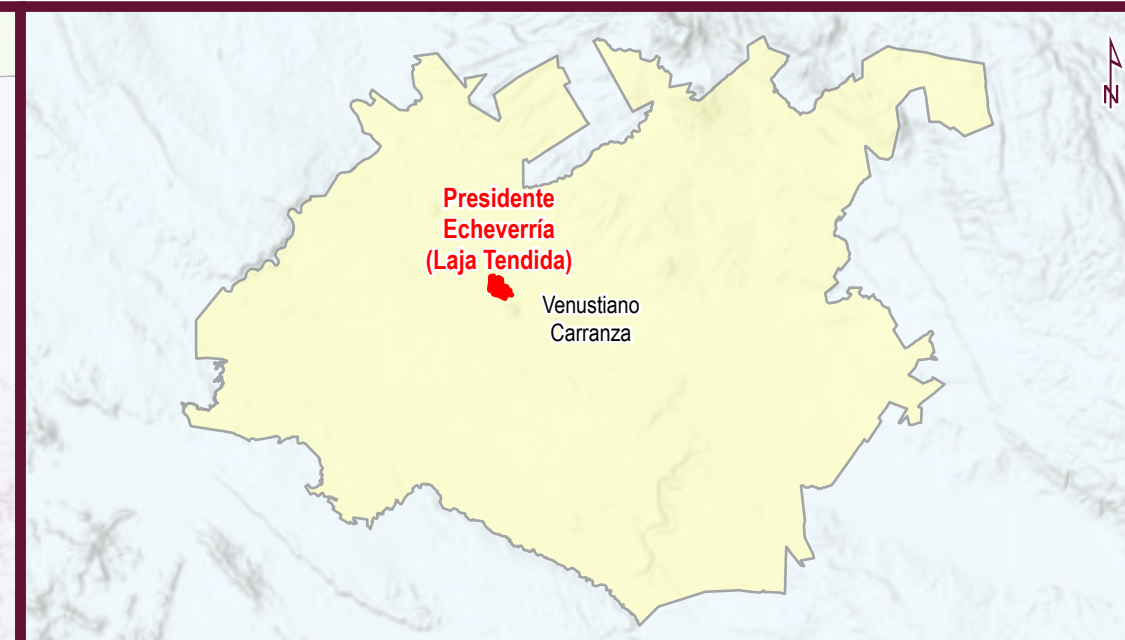 N
Presidente
Echeverría
(Laja Tendida)
Venustiano
Carranza